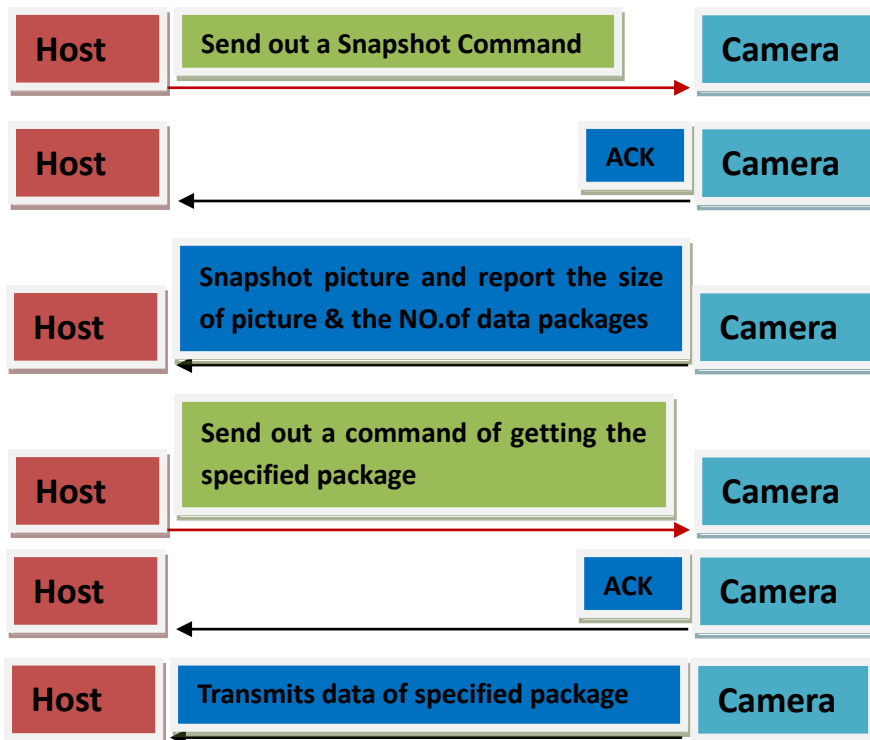 Host
Send out a Snapshot Command
Camera
Host
ACK
Camera
Snapshot picture and report the size
of picture & the NO.of data packages
Host
Camera
Send out a command of getting the
specified package
Host
Camera
Host
ACK
Camera
Host
Transmits data of specified package
Camera